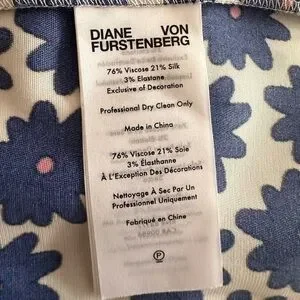 DIANE VON
FURSTENBERG
76% Viscose 21% Silk
3% Elastane
Exclusive of Decoration
Professional Dry Clean Only
Made in China
76% Viscose 21% Soie
3% Élasthanne
À L'Exception Des Décorations
Nettoyage À Sec Par Un
Professionnel Uniquement
Fabriqué en Chine
P